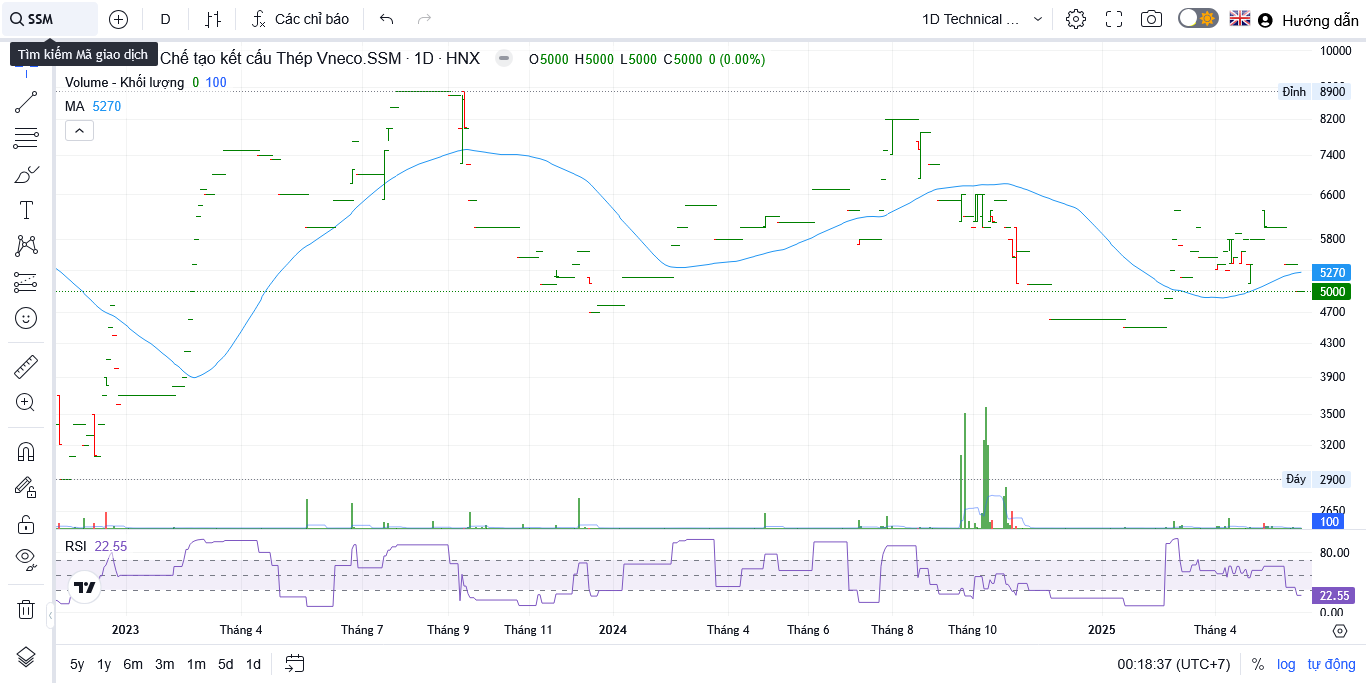 SSM D Các chỉ báo 1D Technical ... Hướng dẫn
Tìm kiếm Mã giao dịch
Chế tạo kết cấu Thép Vneco.SSM · 1D · HNX O5000 H5000 L5000 C5000 0 (0.00%)
Volume - Khối lượng 0 100
MA 5270
10000
Đỉnh 8900
8200
7400
6600
5800
5270
5000
4700
4300
3900
3500
3200
Đáy 2900
2650
100
RSI 22.55
80.00
22.55
0.00
2023 Tháng 4 Tháng 7 Tháng 9 Tháng 11 2024 Tháng 4 Tháng 6 Tháng 8 Tháng 10 2025 Tháng 4
5y 1y 6m 3m 1m 5d 1d 00:18:37 (UTC+7) % log tự động